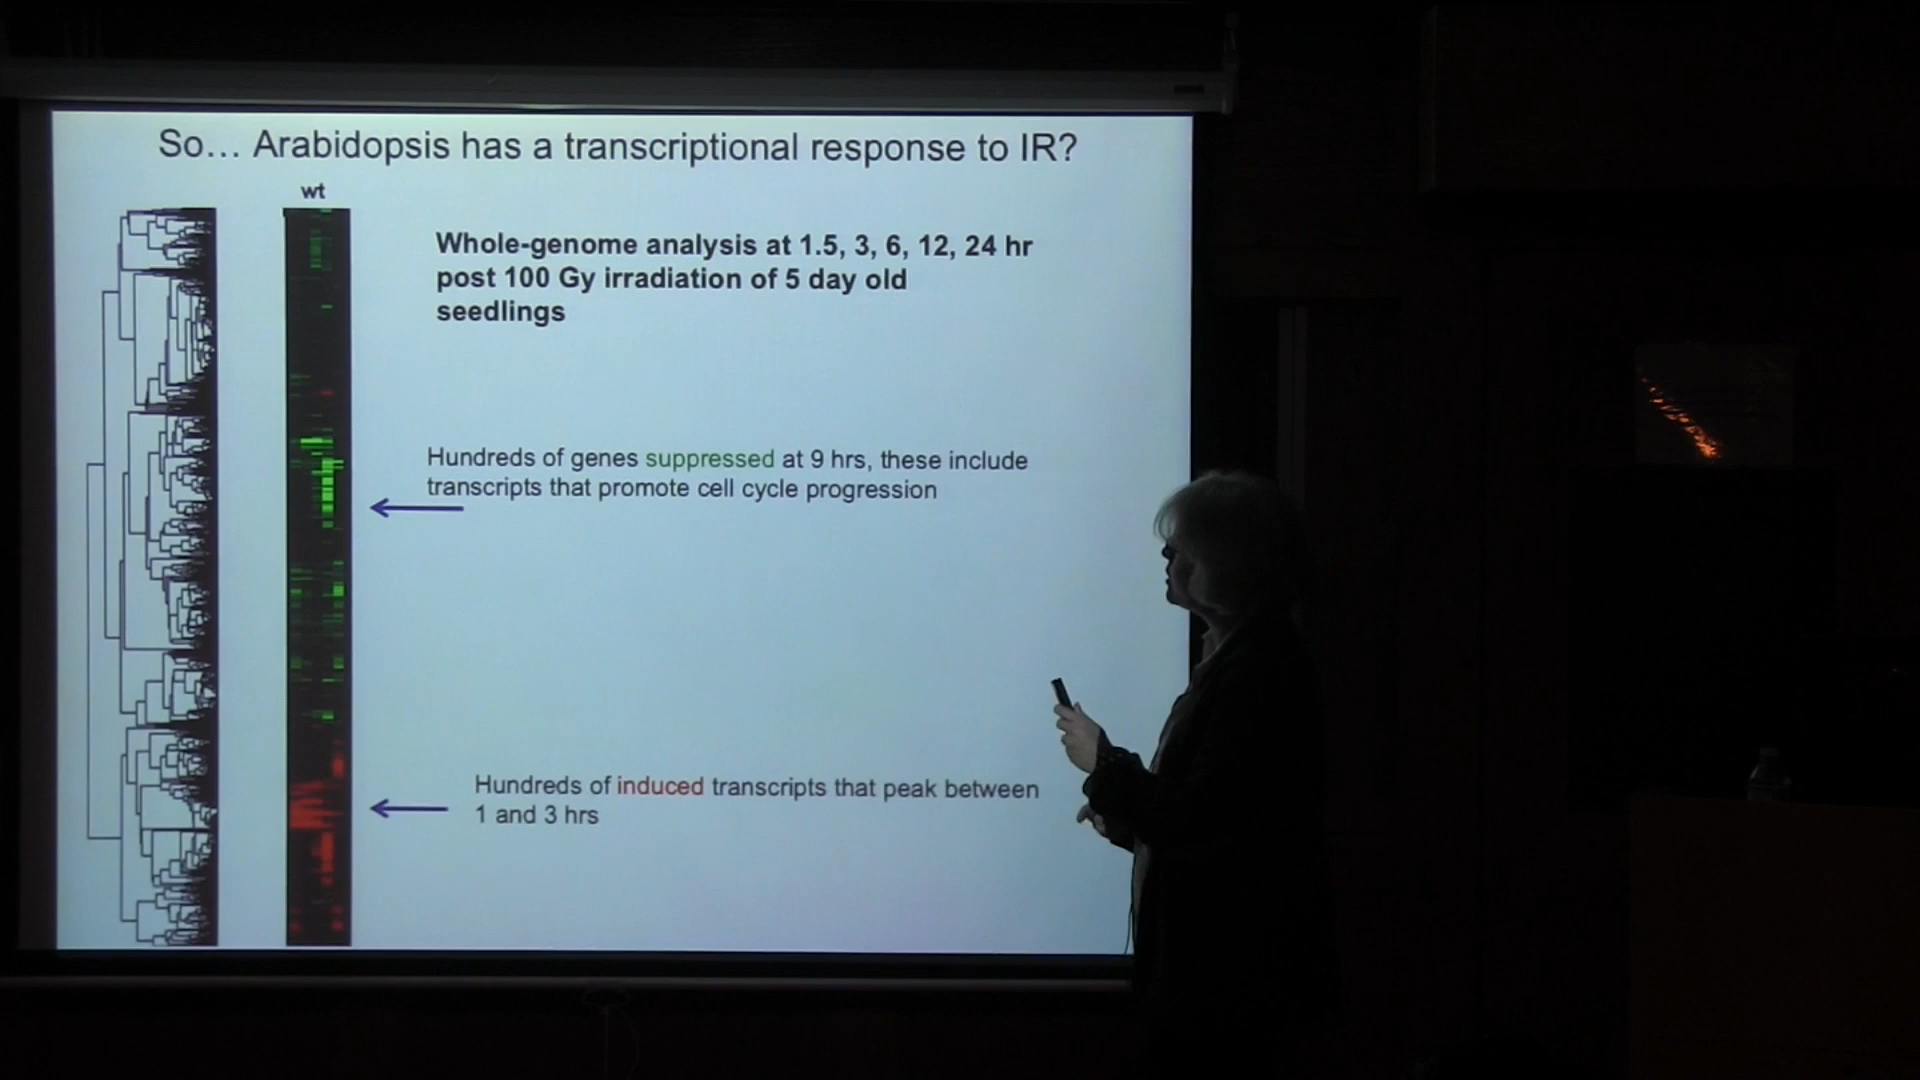 So... Arabidopsis has a transcriptional response to IR?
wt
Whole-genome analysis at 1.5, 3, 6, 12, 24 hr
post 100 Gy irradiation of 5 day old
seedlings
Hundreds of genes suppressed at 9 hrs, these include
transcripts that promote cell cycle progression
Hundreds of induced transcripts that peak between
1 and 3 hrs